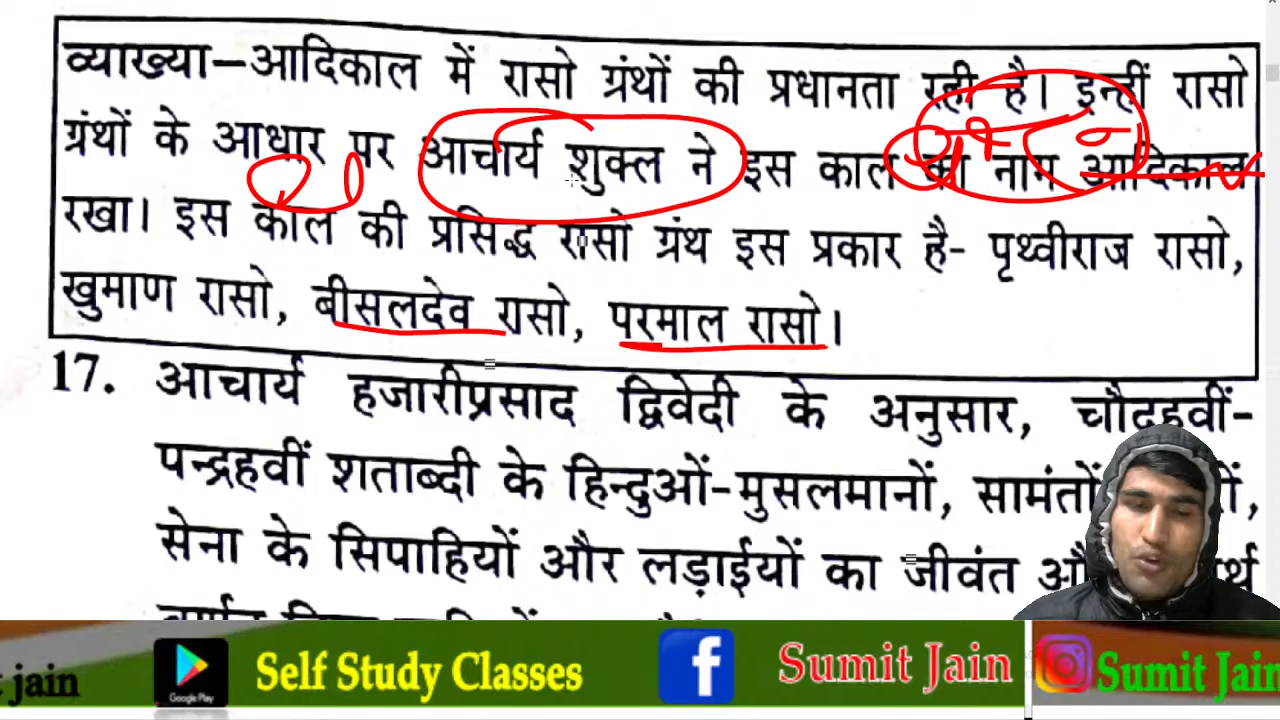 व्याख्या–आदिकाल में रासो ग्रंथों की प्रधानता रही है। इन्हीं रासो
ग्रंथों के आधार पर आचार्य शुक्ल ने इस काल का नाम आदिकाल
रखा। इस काल की प्रसिद्ध रासो ग्रंथ इस प्रकार है- पृथ्वीराज रासो,
खुमाण रासो, बीसलदेव रासो, परमाल रासो।
17. आचार्य हजारीप्रसाद द्विवेदी के अनुसार, चौदहवीं-
पन्द्रहवीं शताब्दी के हिन्दुओं-मुसलमानों, सामंतों
सेना के सिपाहियों और लड़ाईयों का जीवंत
jain Google Play Self Study Classes f Sumit Jain Sumit Jain